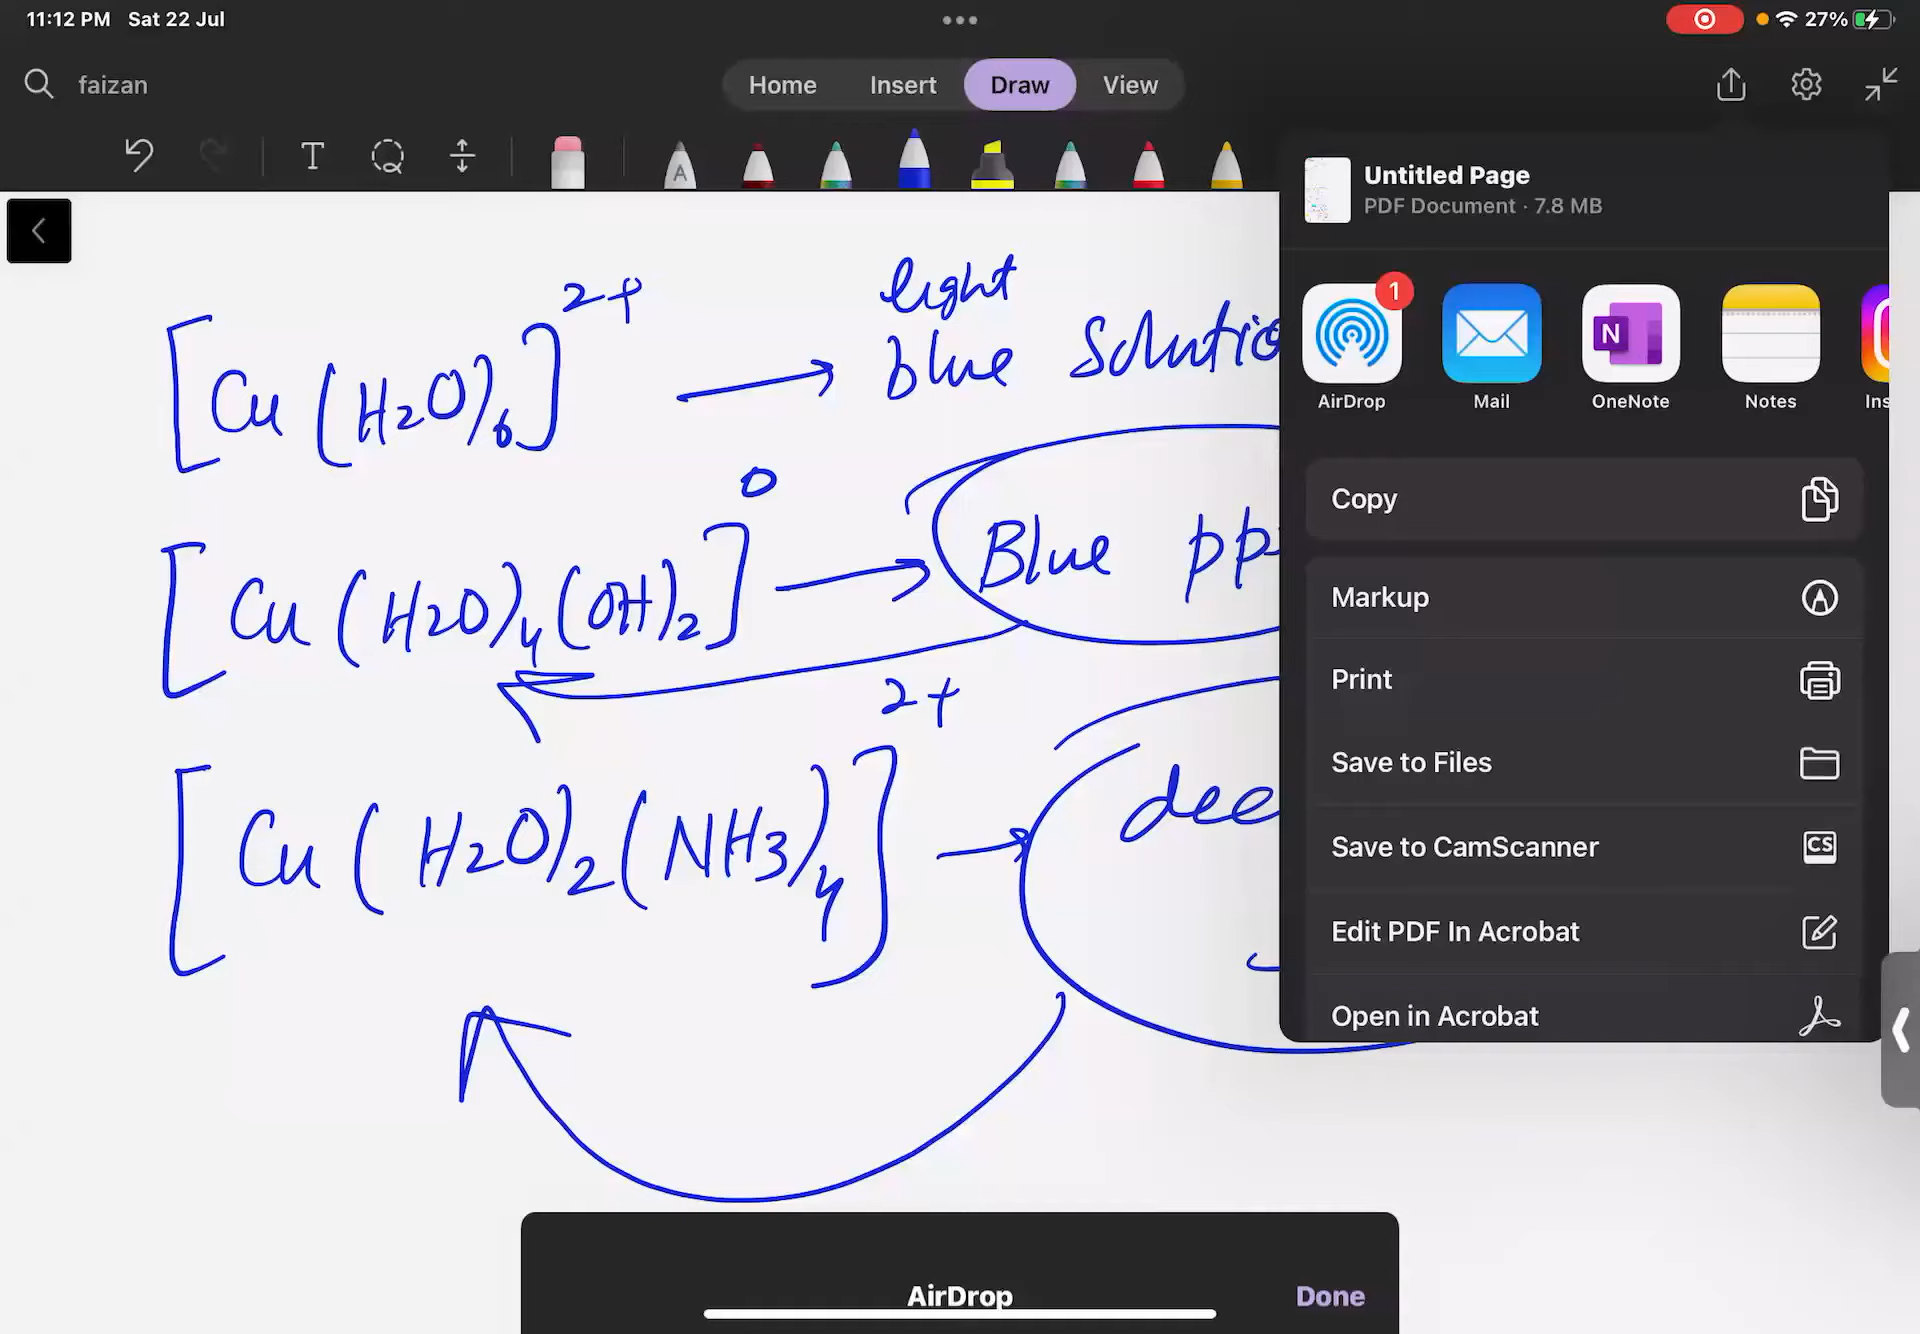 11:12 PM Sat 22 Jul
27%
faizan
Home Insert Draw View
T
A
Untitled Page
PDF Document · 7.8 MB
1
AirDrop Mail OneNote Notes Ins
N
Copy
Markup
Print
Save to Files
Save to CamScanner
CS
Edit PDF In Acrobat
Open in Acrobat
[Cu(H2O)6]2+ → light blue Solutio
[Cu(H2O)4(OH)2]0 → Blue pp
[Cu(H2O)2(NH3)4]2+ → dee
AirDrop Done